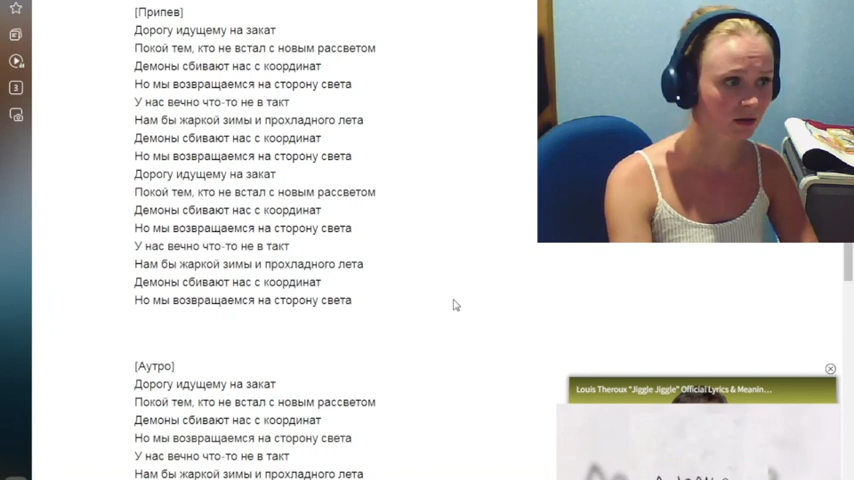 [Припев]
Дорогу идущему на закат
Покой тем, кто не встал с новым рассветом
Демоны сбивают нас с координат
Но мы возвращаемся на сторону света
У нас вечно что-то не в такт
Нам бы жаркой зимы и прохладного лета
Демоны сбивают нас с координат
Но мы возвращаемся на сторону света
Дорогу идущему на закат
Покой тем, кто не встал с новым рассветом
Демоны сбивают нас с координат
Но мы возвращаемся на сторону света
У нас вечно что-то не в такт
Нам бы жаркой зимы и прохладного лета
Демоны сбивают нас с координат
Но мы возвращаемся на сторону света
[Аутро]
Дорогу идущему на закат
Покой тем, кто не встал с новым рассветом
Демоны сбивают нас с координат
Но мы возвращаемся на сторону света
У нас вечно что-то не в такт
Нам бы жаркой зимы и прохладного лета
3
Louis Theroux "Jiggle Jiggle" Official Lyrics & Meanin...